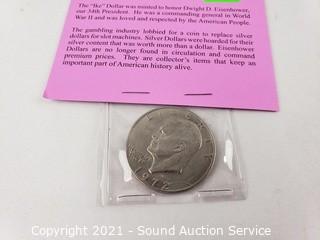 The "Ike" Dollar was minted to honor Dwight D. Eisenhower,
our 34th President. He was a commanding general in World
War II and was loved and respected by the American People.
The gambling industry lobbied for a coin to replace silver
dollars for slot machines. Silver Dollars were hoarded for their
silver content that was worth more than a dollar. Eisenhower
Dollars are no longer found in circulation and command
premium prices. They are collector's items that keep an
important part of American history alive.
LIBERTY
1972
Copyright 2021 - Sound Auction Service